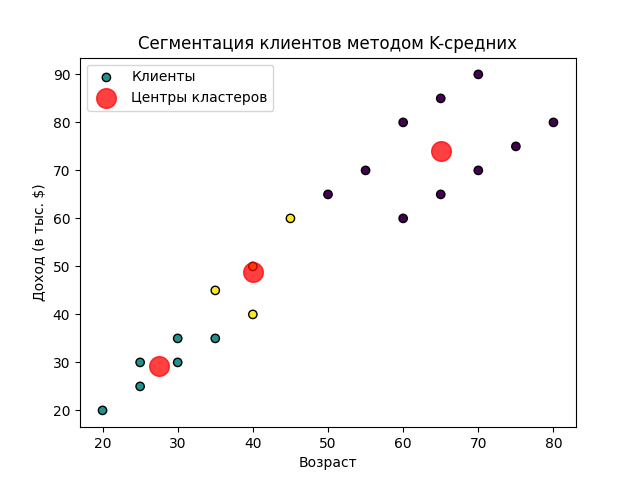 Сегментация клиентов методом K-средних
Клиенты
Центры кластеров
90
80
70
60
50
40
30
20
Доход (в тыс. $)
20 30 40 50 60 70 80
Возраст